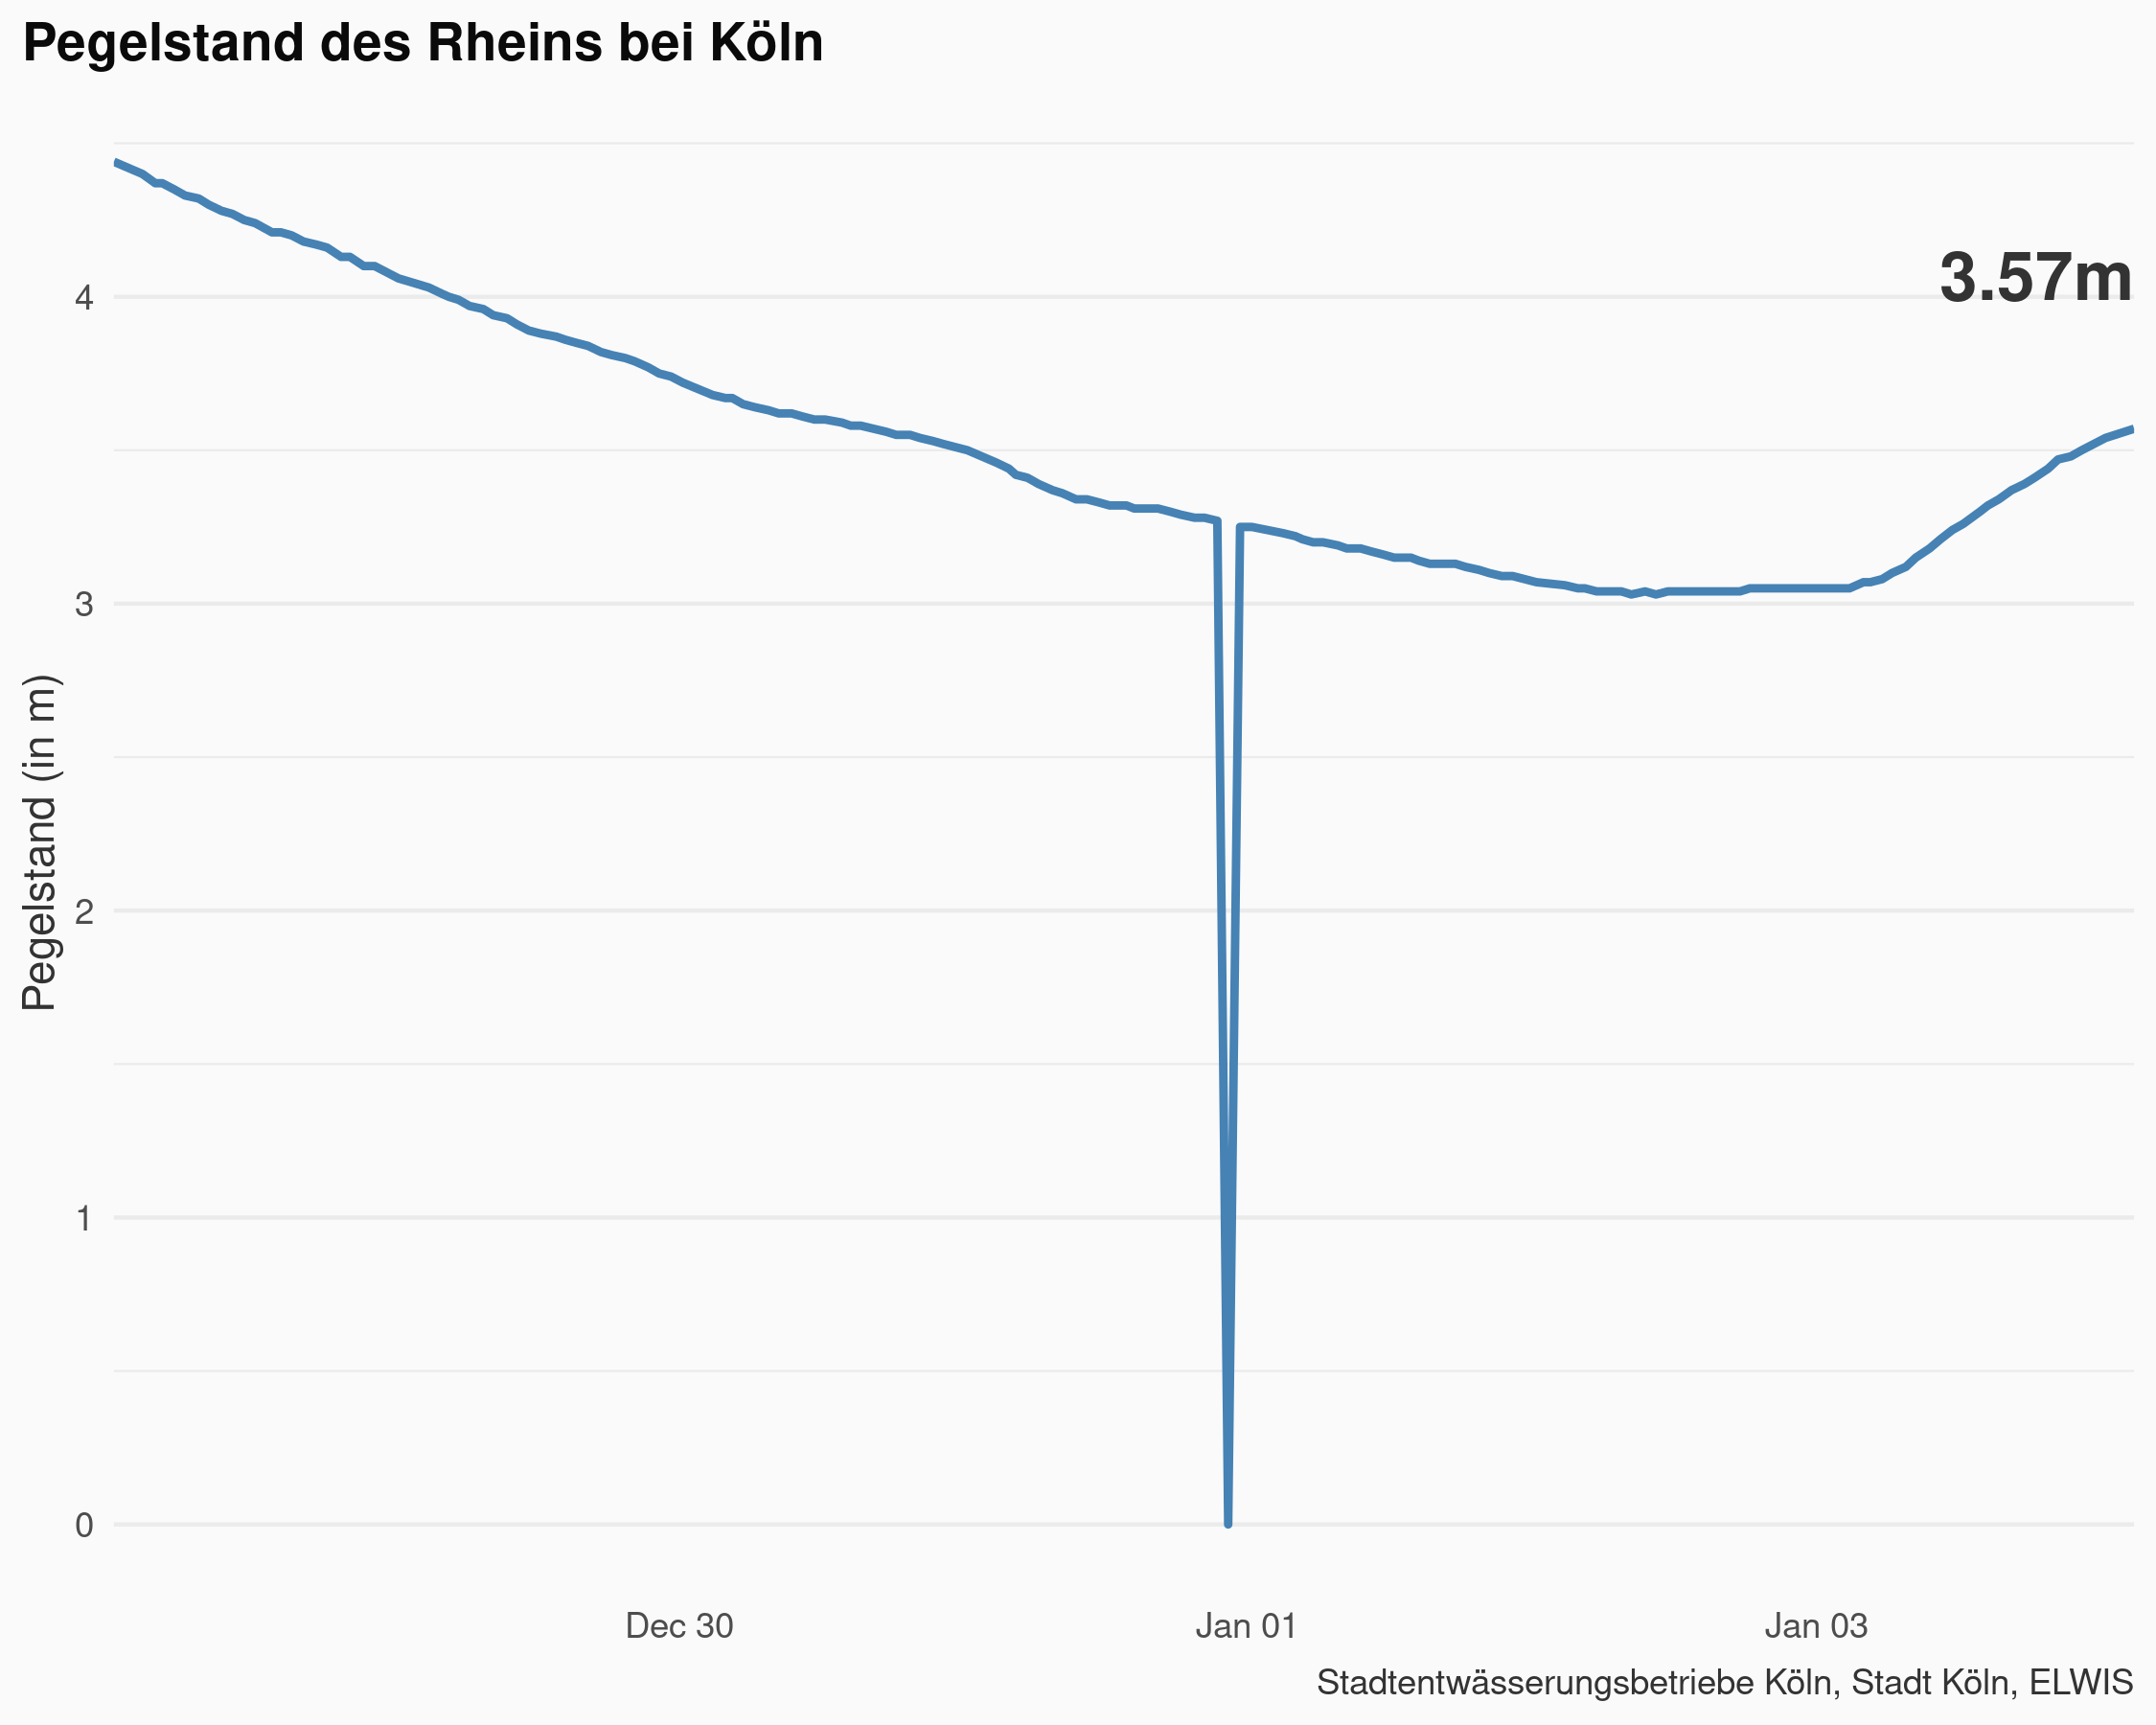 Pegelstand des Rheins bei Köln
3.57m
Pegelstand (in m)
4
3
2
1
0
Dec 30
Jan 01
Jan 03
Stadtentwässerungsbetriebe Köln, Stadt Köln, ELWIS